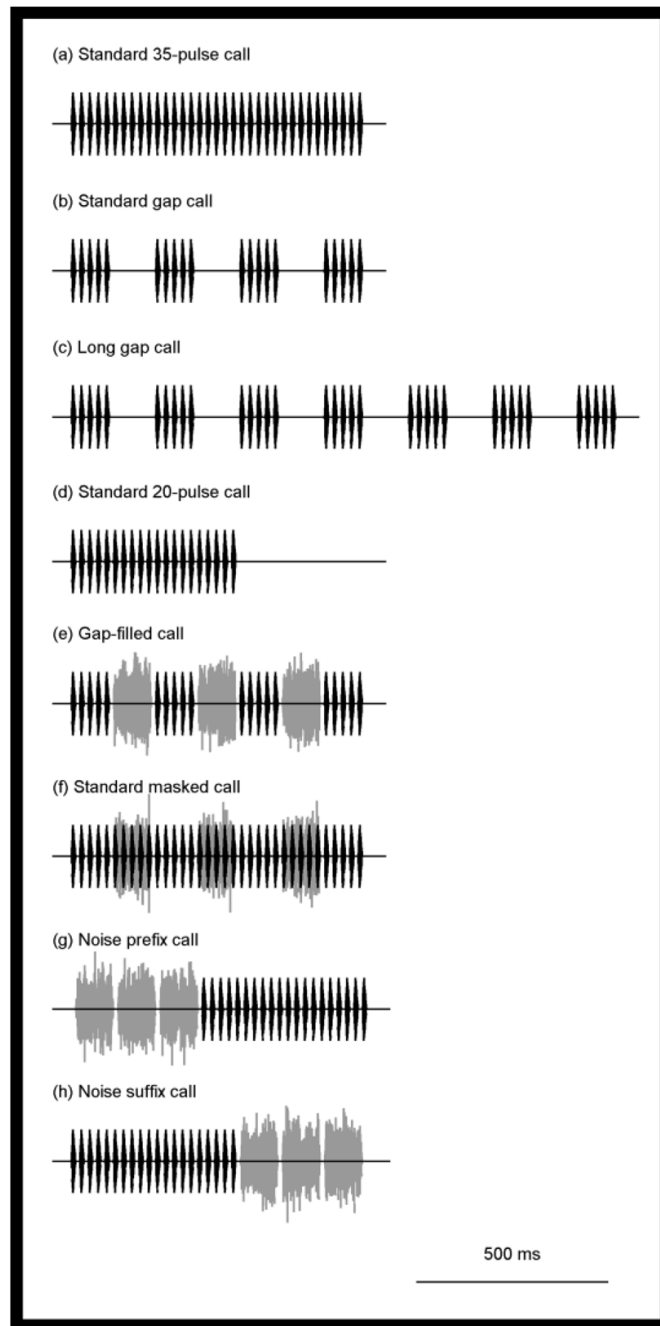 (a) Standard 35-pulse call
(b) Standard gap call
(c) Long gap call
(d) Standard 20-pulse call
(e) Gap-filled call
(f) Standard masked call
(g) Noise prefix call
(h) Noise suffix call
500 ms